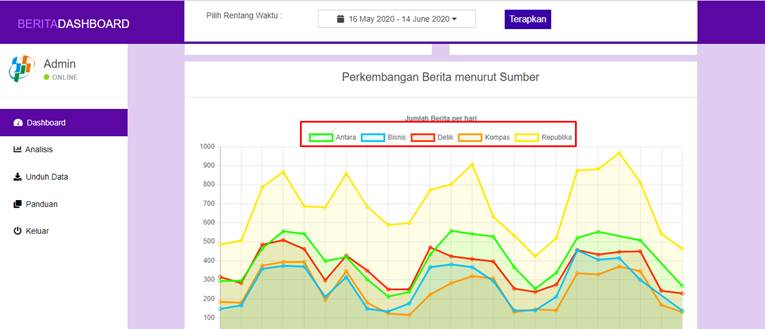 BERITADASHBOARD
Pilih Rentang Waktu :
16 May 2020 - 14 June 2020
Terapkan
Admin
ONLINE
Dashboard
Analisis
Unduh Data
Panduan
Keluar
Perkembangan Berita menurut Sumber
Jumlah Berita per hari
Antara Bisnis Detik Kompas Republika
1000
900
800
700
600
500
400
300
200
100